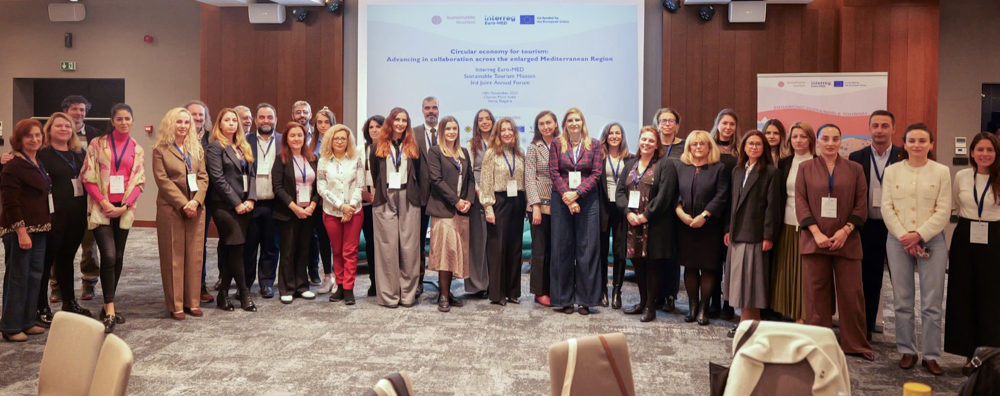 Sustainable
tourism
Interreg
Euro-MED
Co-funded by
the European Union
Circular economy for tourism:
Advancing in collaboration across the enlarged Mediterranean Region
Interreg Euro-MED
Sustainable Tourism Mission
3rd Joint Annual Forum
18th November 2025
Cherno More hotel
Varna, Bulgaria
PARTNERS
Sustainable
tourism
Interreg
Euro-MED
Co-funded by
the European Union
ENHANCING SUSTAINABLE TOURISM